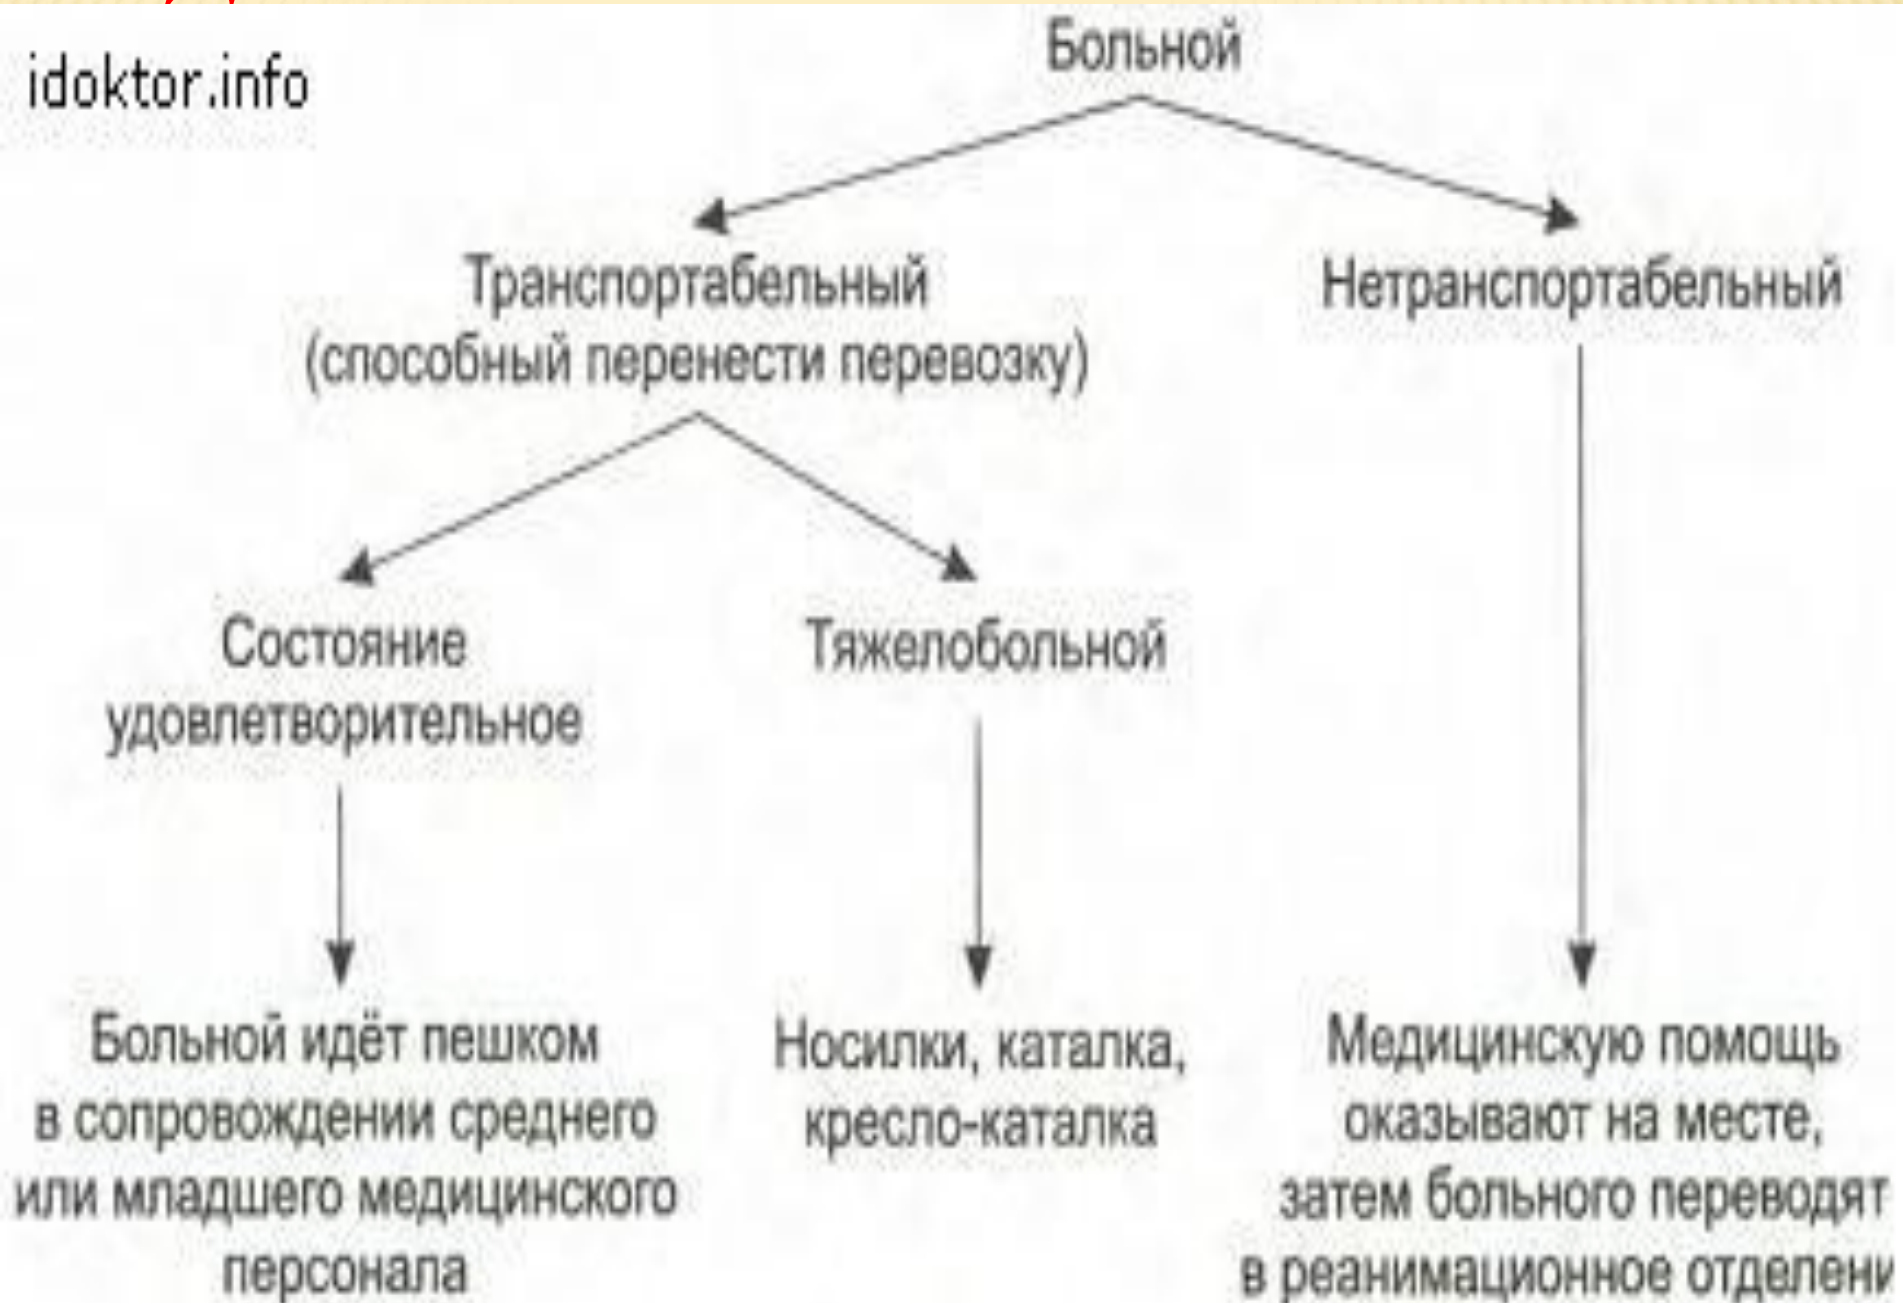 idoktor.info
Больной
Транспортабельный
(способный перенести перевозку)
Нетранспортабельный
Состояние
удовлетворительное
Тяжелобольной
Больной идёт пешком
в сопровождении среднего
или младшего медицинского
персонала
Носилки, каталка,
кресло-каталка
Медицинскую помощь
оказывают на месте,
затем больного переводят
в реанимационное отделени